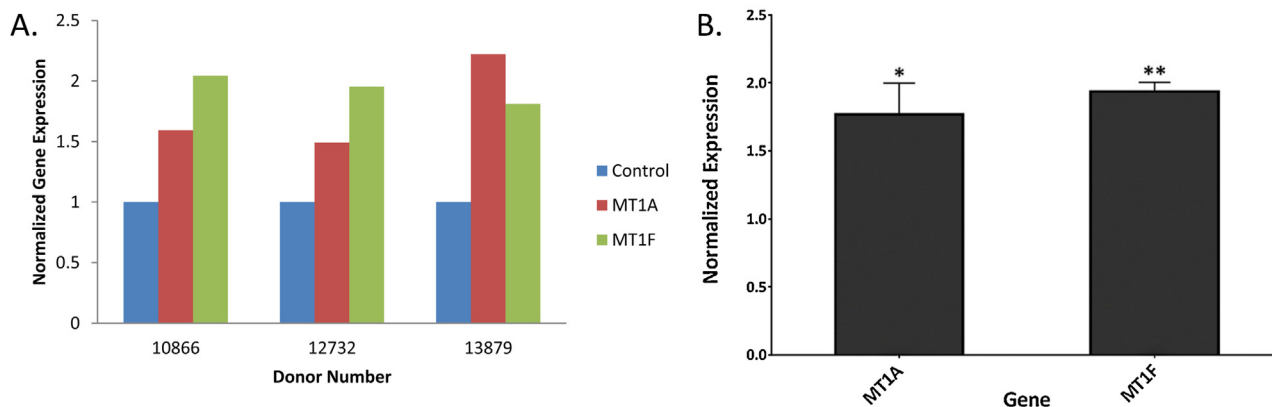 A.
Normalized Gene Expression
2.5
2
1.5
1
0.5
0
10866
12732
13879
Donor Number
Control
MT1A
MT1F
B.
Normalized Expression
2.5
2.0
1.5
1.0
0.5
0.0
*
**
MT1A
MT1F
Gene